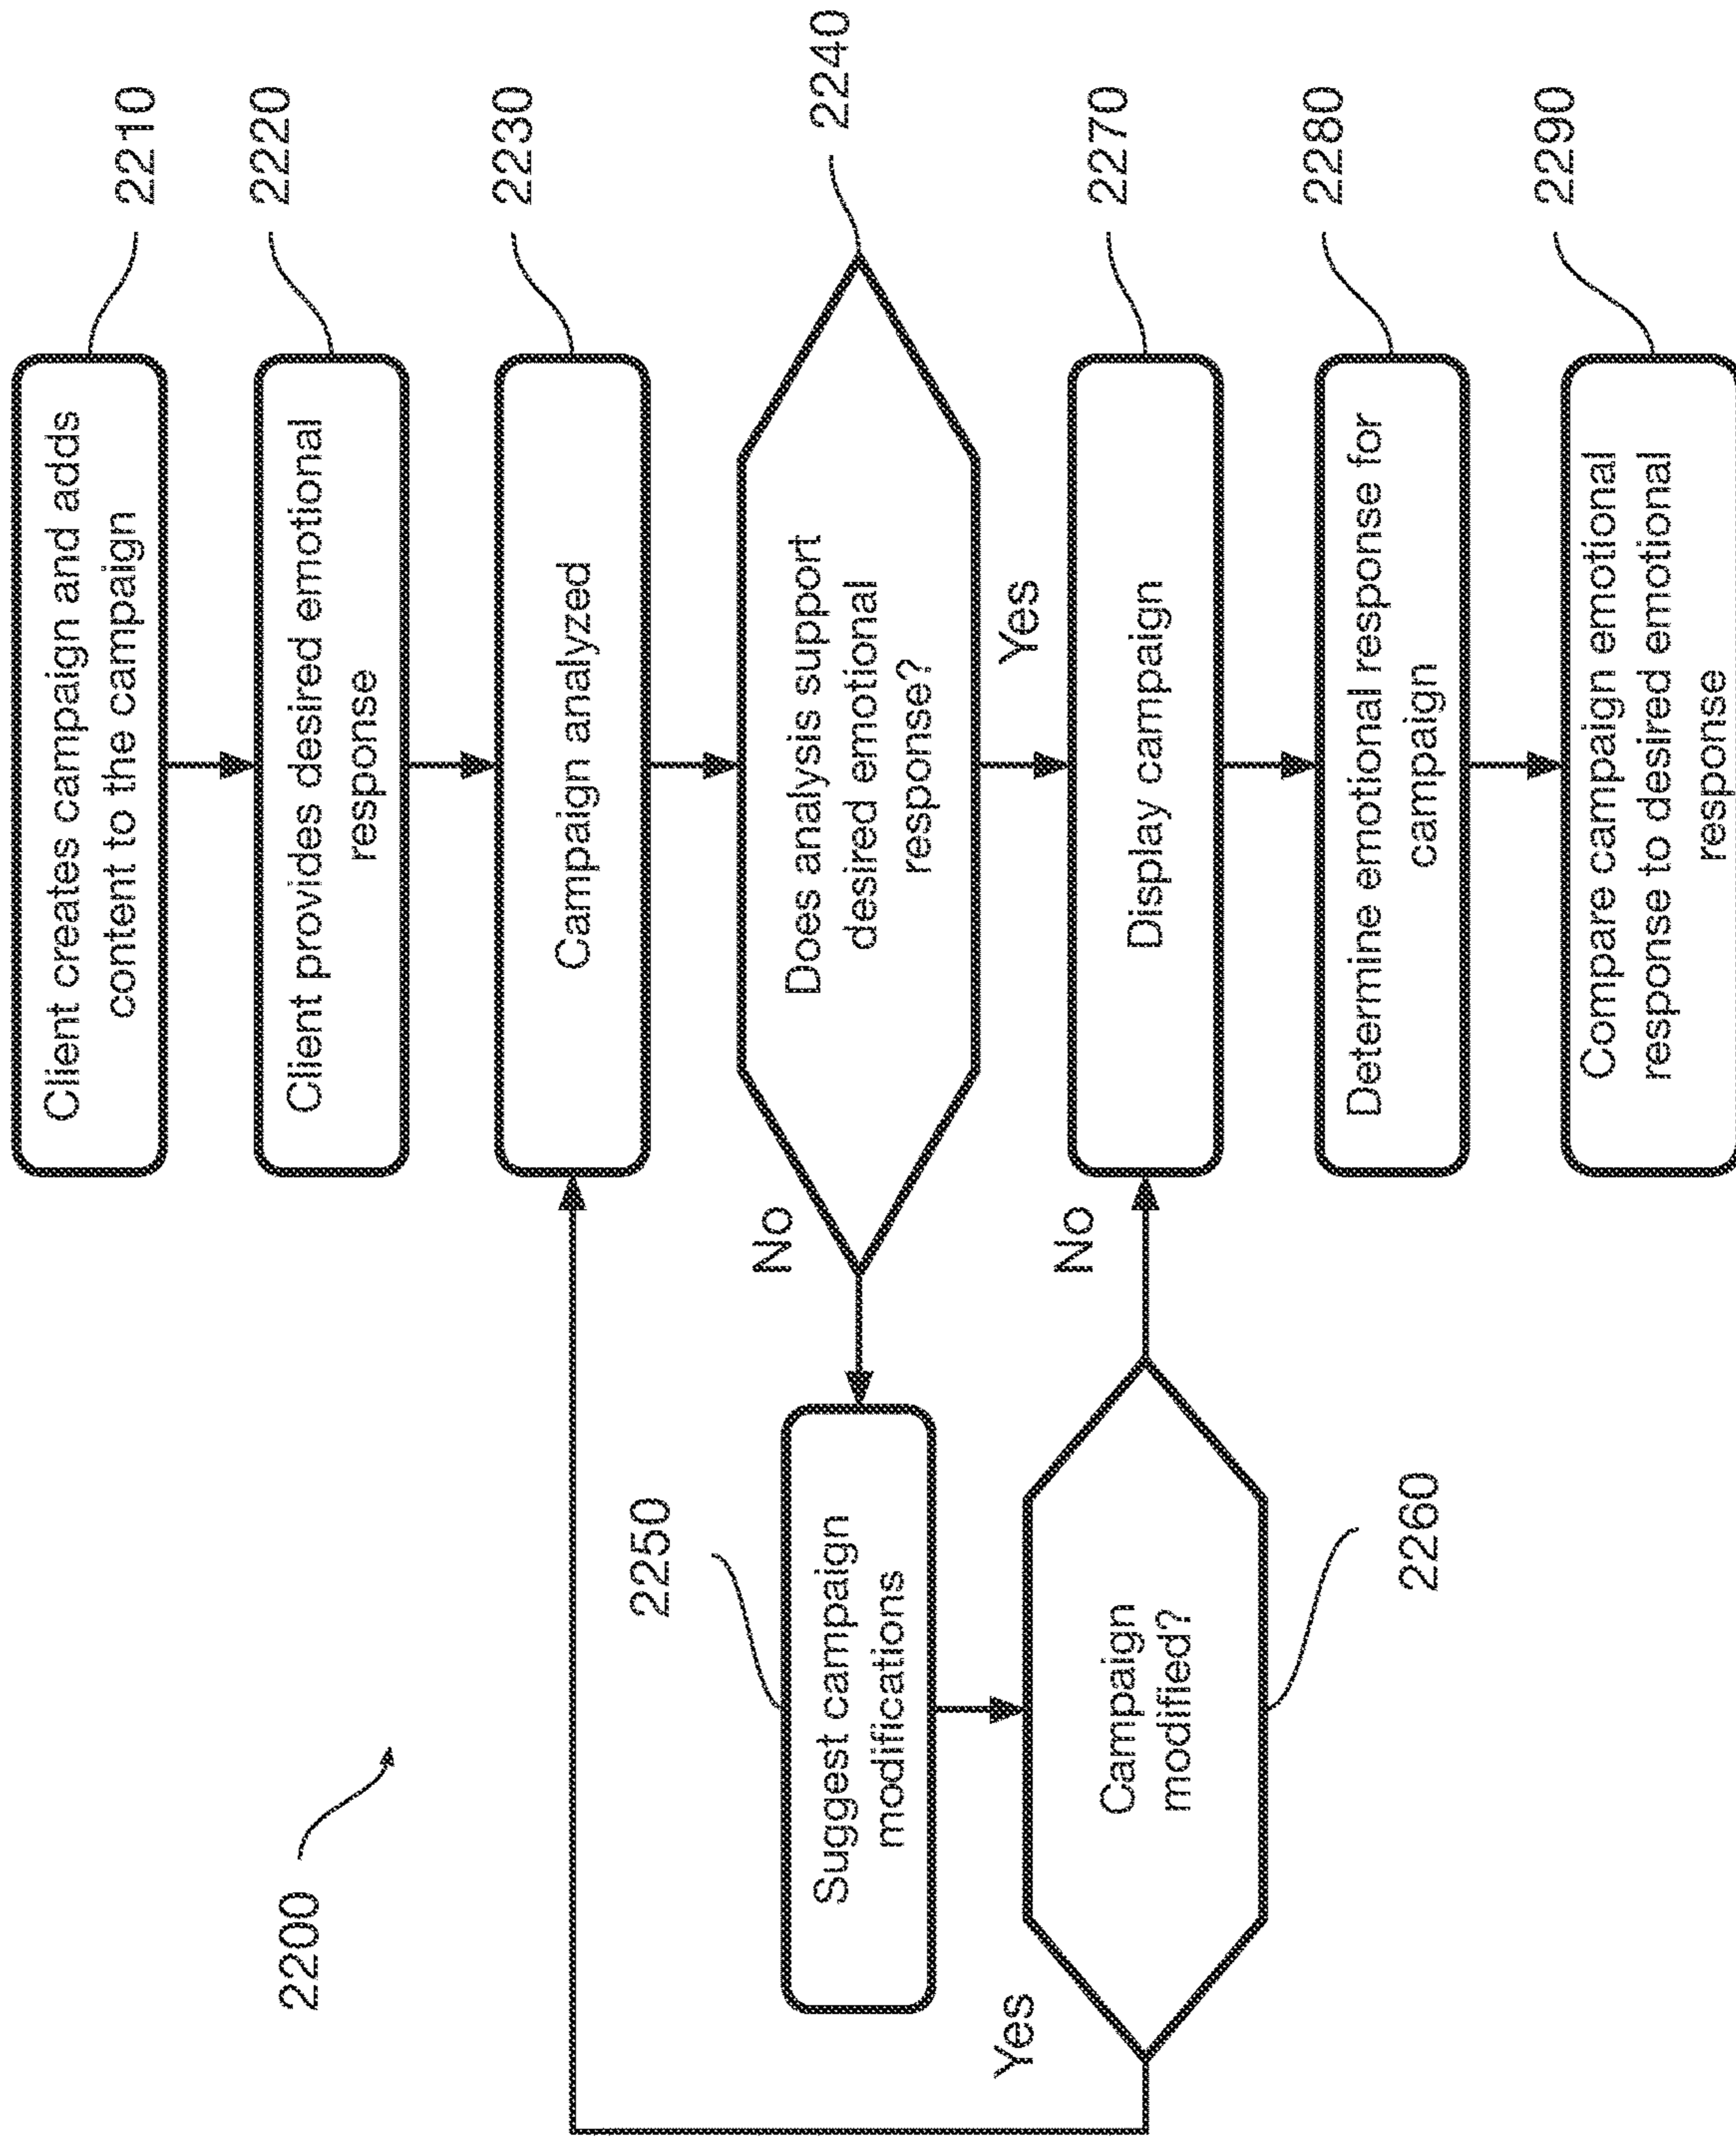 2200
Client creates campaign and adds
content to the campaign
2210
Client provides desired emotional
response
2220
Campaign analyzed
2230
Does analysis support
desired emotional
response?
2240
No
Yes
Suggest campaign
modifications
2250
Campaign
modified?
2260
Yes
No
Display campaign
2270
Determine emotional response for
campaign
2280
Compare campaign emotional
response to desired emotional
response
2290